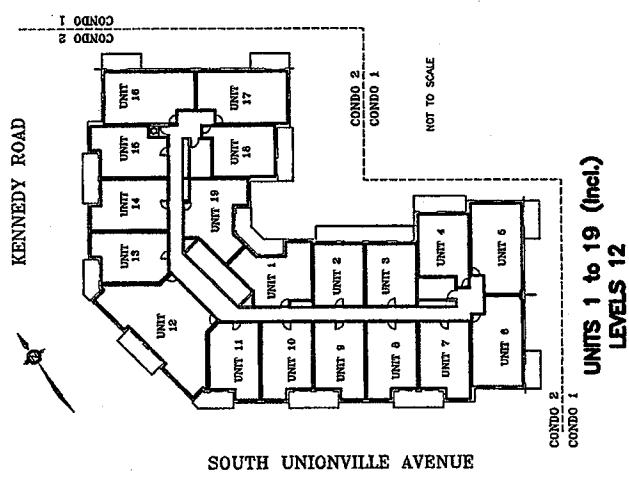 CONDO 1
CONDO 2
KENNEDY ROAD
UNIT 16
UNIT 17
UNIT 15
UNIT 18
UNIT 14
UNIT 19
UNIT 13
UNIT 12
UNIT 1
UNIT 2
UNIT 3
UNIT 4
UNIT 5
UNIT 11
UNIT 10
UNIT 9
UNIT 8
UNIT 7
UNIT 6
CONDO 2
CONDO 1
NOT TO SCALE
UNITS 1 to 19 (Incl.)
LEVELS 12
CONDO 2
CONDO 1
SOUTH UNIONVILLE AVENUE